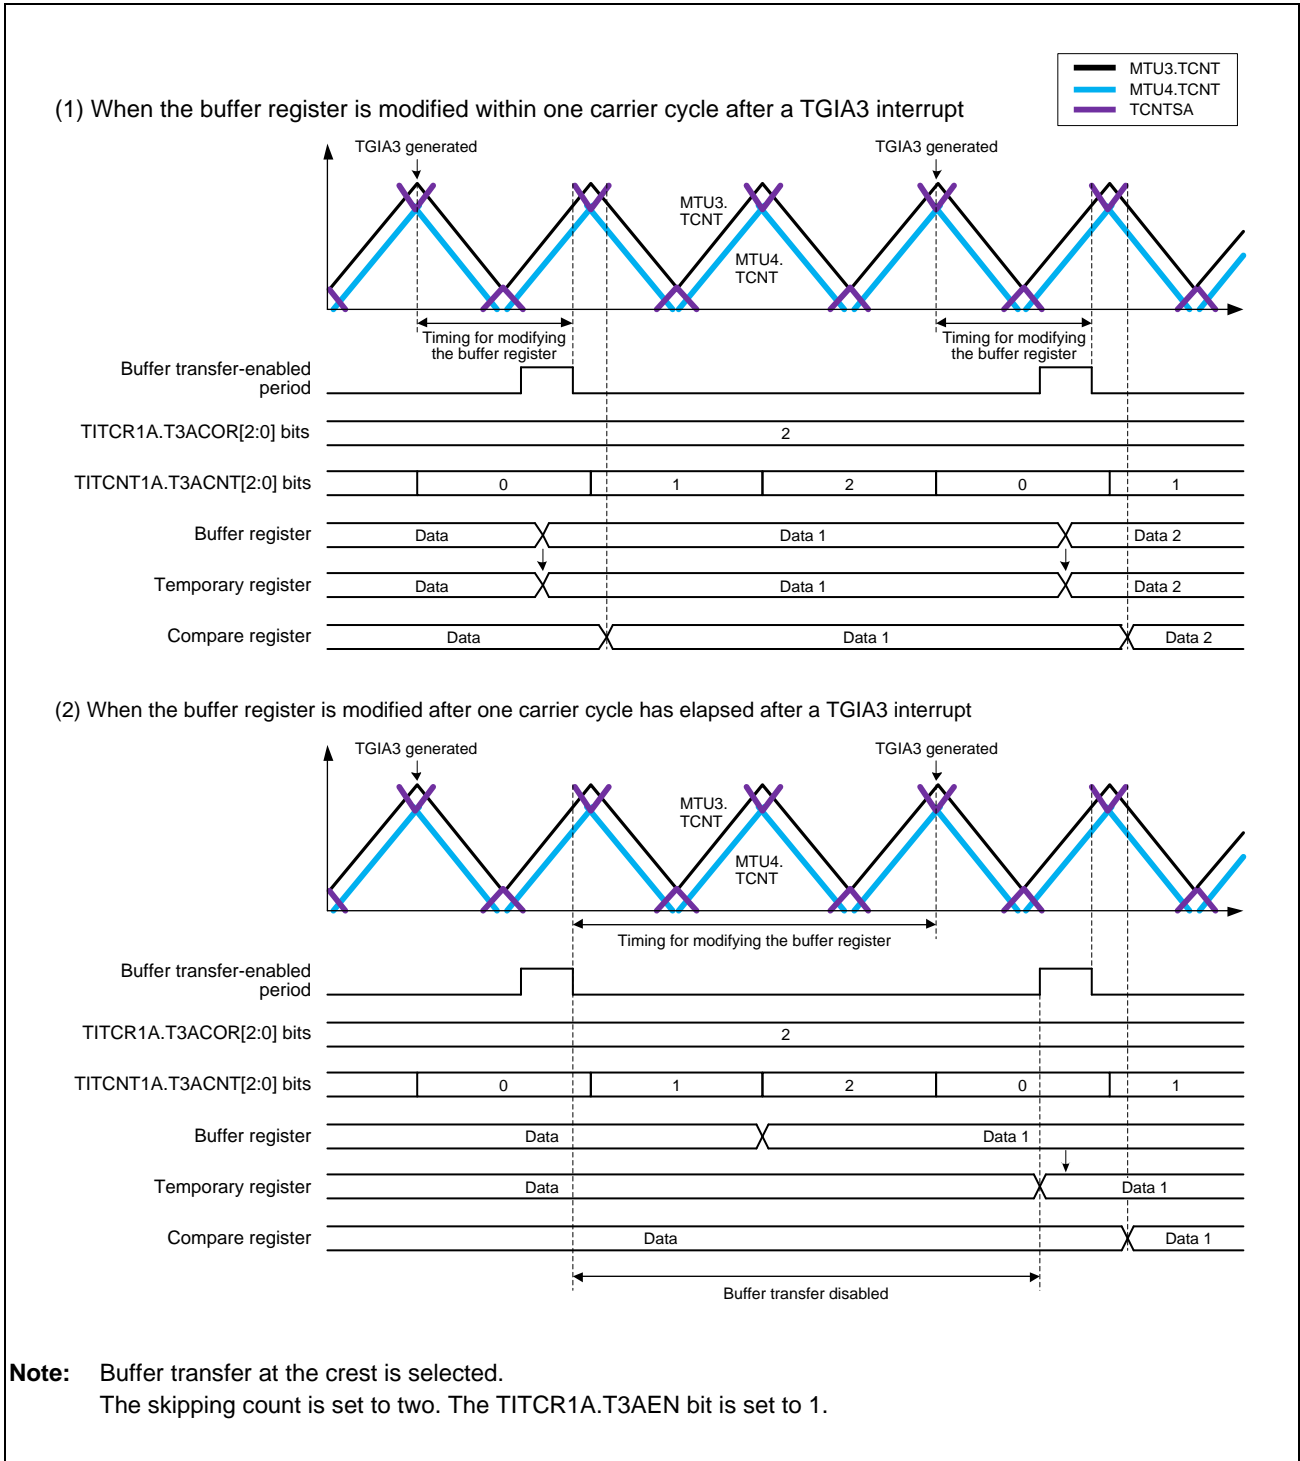 MTU3.TCNT
MTU4.TCNT
TCNTSA
(1) When the buffer register is modified within one carrier cycle after a TGIA3 interrupt
TGIA3 generated
TGIA3 generated
MTU3.
TCNT
MTU4.
TCNT
Timing for modifying
the buffer register
Timing for modifying
the buffer register
Buffer transfer-enabled
period
TITCR1A.T3ACOR[2:0] bits
2
TITCNT1A.T3ACNT[2:0] bits
0 1 2 0 1
Buffer register
Data Data 1 Data 2
Temporary register
Data Data 1 Data 2
Compare register
Data Data 1 Data 2
(2) When the buffer register is modified after one carrier cycle has elapsed after a TGIA3 interrupt
TGIA3 generated
TGIA3 generated
MTU3.
TCNT
MTU4.
TCNT
Timing for modifying the buffer register
Buffer transfer-enabled
period
TITCR1A.T3ACOR[2:0] bits
2
TITCNT1A.T3ACNT[2:0] bits
0 1 2 0 1
Buffer register
Data Data 1
Temporary register
Data Data 1
Compare register
Data Data 1
Buffer transfer disabled
Note: Buffer transfer at the crest is selected.
The skipping count is set to two. The TITCR1A.T3AEN bit is set to 1.